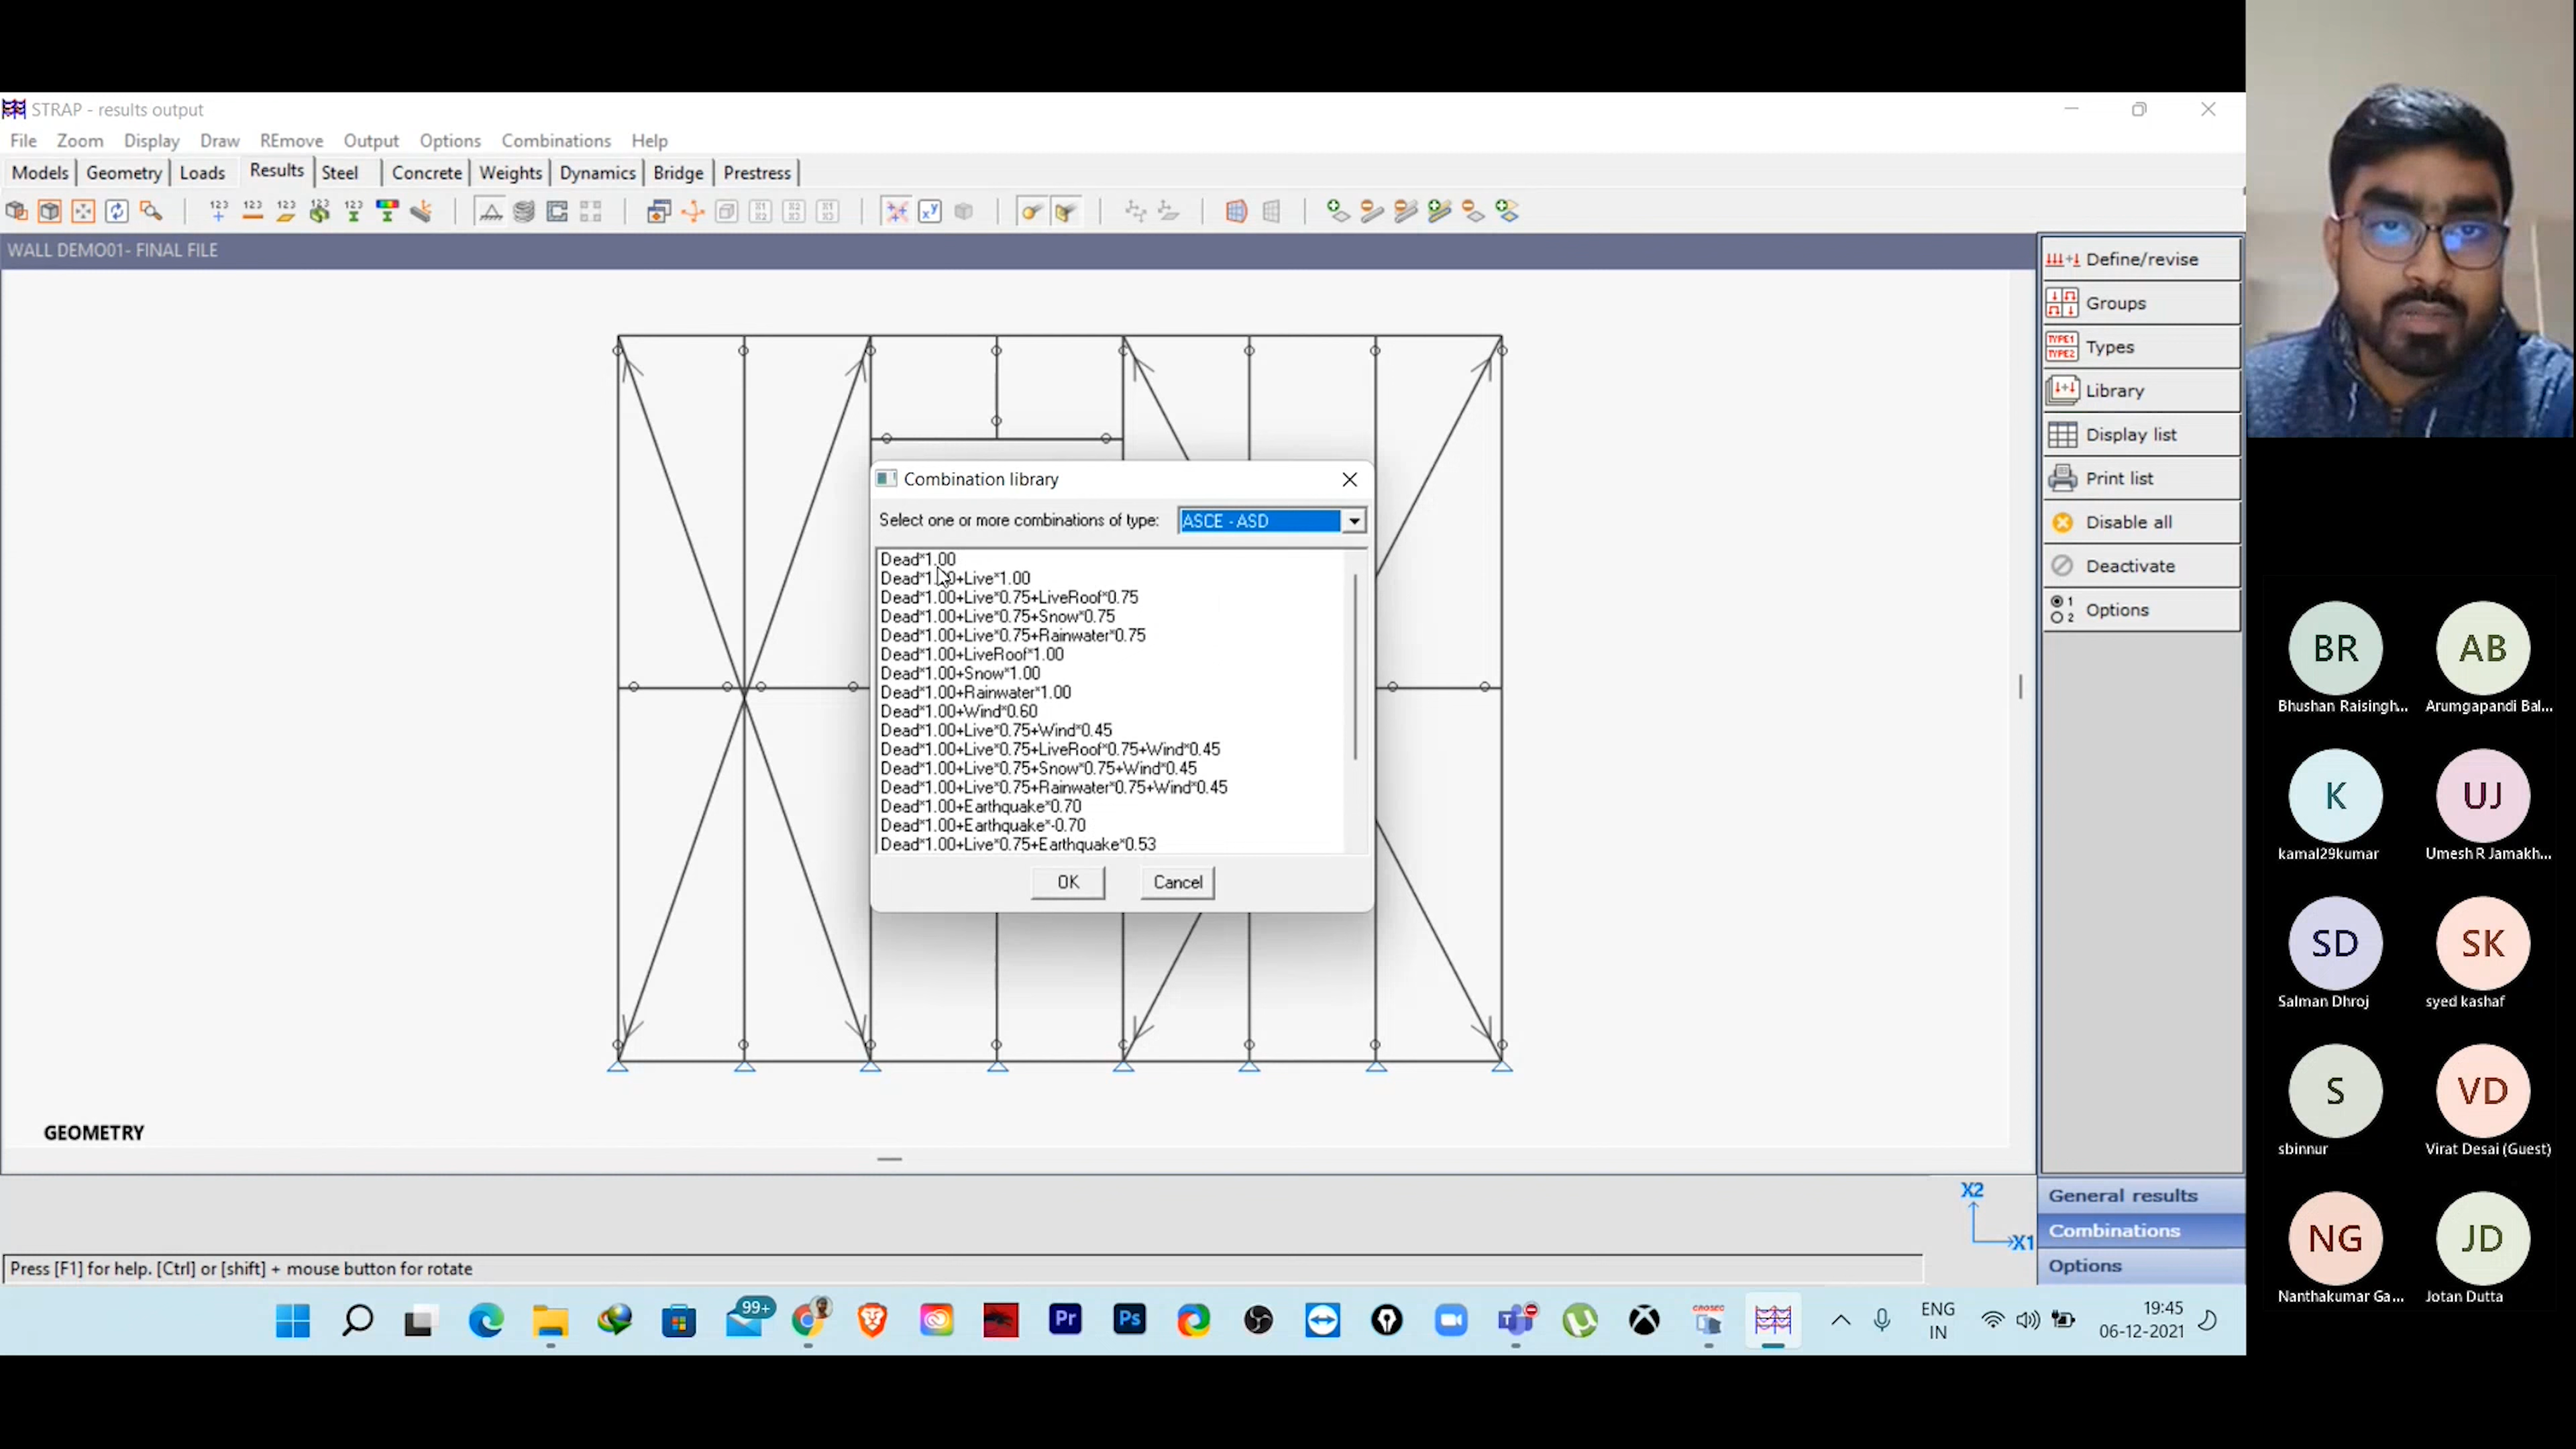 STRAP - results output
File Zoom Display Draw REmove Output Options Combinations Help
Models Geometry Loads Results Steel Concrete Weights Dynamics Bridge Prestress
WALL DEMO01- FINAL FILE
Define/revise
Groups
TYPE1
TYPE2
Types
Library
Display list
Print list
Disable all
Deactivate
Options
Combination library
Select one or more combinations of type: ASCE - ASD
Dead*1.00
Dead*1.00+Live*1.00
Dead*1.00+Live*0.75+LiveRoof*0.75
Dead*1.00+Live*0.75+Snow*0.75
Dead*1.00+Live*0.75+Rainwater*0.75
Dead*1.00+LiveRoof*1.00
Dead*1.00+Snow*1.00
Dead*1.00+Rainwater*1.00
Dead*1.00+Wind*0.60
Dead*1.00+Live*0.75+Wind*0.45
Dead*1.00+Live*0.75+LiveRoof*0.75+Wind*0.45
Dead*1.00+Live*0.75+Snow*0.75+Wind*0.45
Dead*1.00+Live*0.75+Rainwater*0.75+Wind*0.45
Dead*1.00+Earthquake*0.70
Dead*1.00+Earthquake*-0.70
Dead*1.00+Live*0.75+Earthquake*0.53
OK Cancel
GEOMETRY
X2
X1
General results
Combinations
Options
Press [F1] for help. [Ctrl] or [shift] + mouse button for rotate
99+
Pr
Ps
CROSEC
ENG
IN
19:45
06-12-2021
BR AB
Bhushan Raisingh... Arumgapandi Bal...
K UJ
kamal29kumar Umesh R Jamakh...
SD SK
Salman Dhroj syed kashaf
S VD
sbinnur Virat Desai (Guest)
NG JD
Nanthakumar Ga... Jotan Dutta